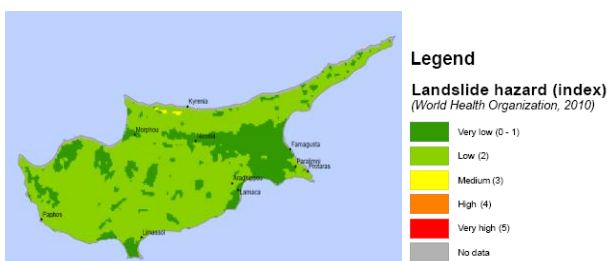 Kyrenia
Morphou
Nicosia
Famagusta
Paralimni
Protaras
Aradhippou
Larnaca
Paphos
Limassol
Legend
Landslide hazard (index)
(World Health Organization, 2010)
Very low (0 - 1)
Low (2)
Medium (3)
High (4)
Very high (5)
No data